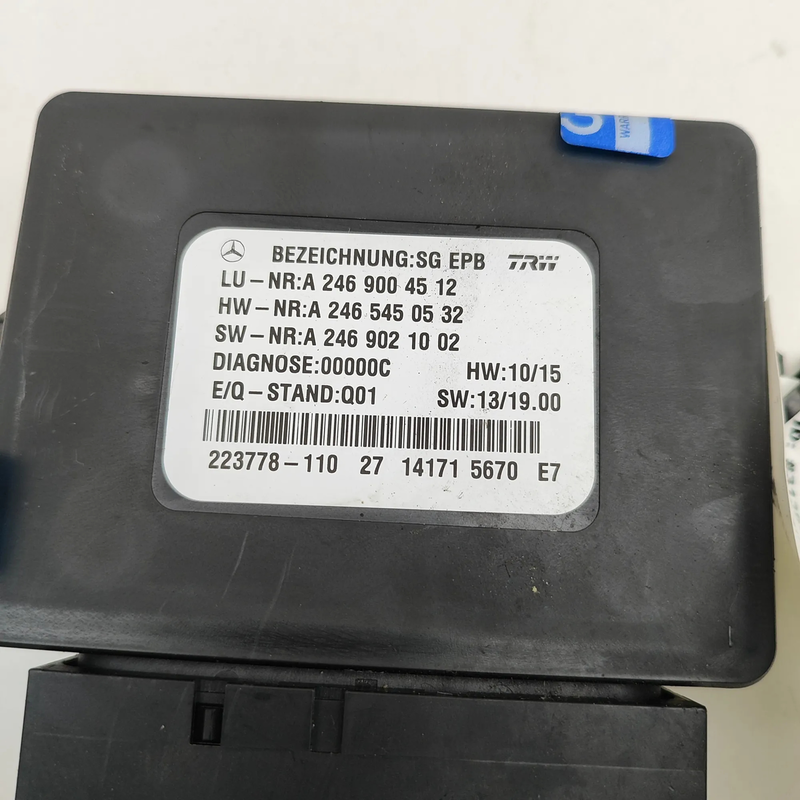 BEZEICHNUNG:SG EPB TRW
LU-NR:A 246 900 45 12
HW-NR:A 246 545 05 32
SW-NR:A 246 902 10 02
DIAGNOSE:00000C HW:10/15
E/Q-STAND:Q01 SW:13/19.00
223778-110 27 14171 5670 E7